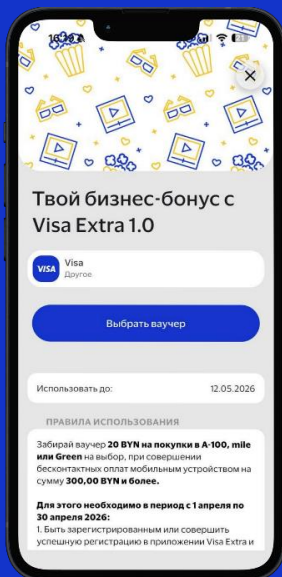 Твой бизнес-бонус с
Visa Extra 1.0
VISA
Visa
Другое
Выбрать ваучер
Использовать до:
12.05.2026
ПРАВИЛА ИСПОЛЬЗОВАНИЯ
Забирай ваучер 20 BYN на покупки в А-100, mile
или Green на выбор, при совершении
бесконтактных оплат мобильным устройством на
сумму 300,00 BYN и более.
Для этого необходимо в период с 1 апреля по
30 апреля 2026:
1. Быть зарегистрированным или совершить
успешную регистрацию в приложении Visa Extra и